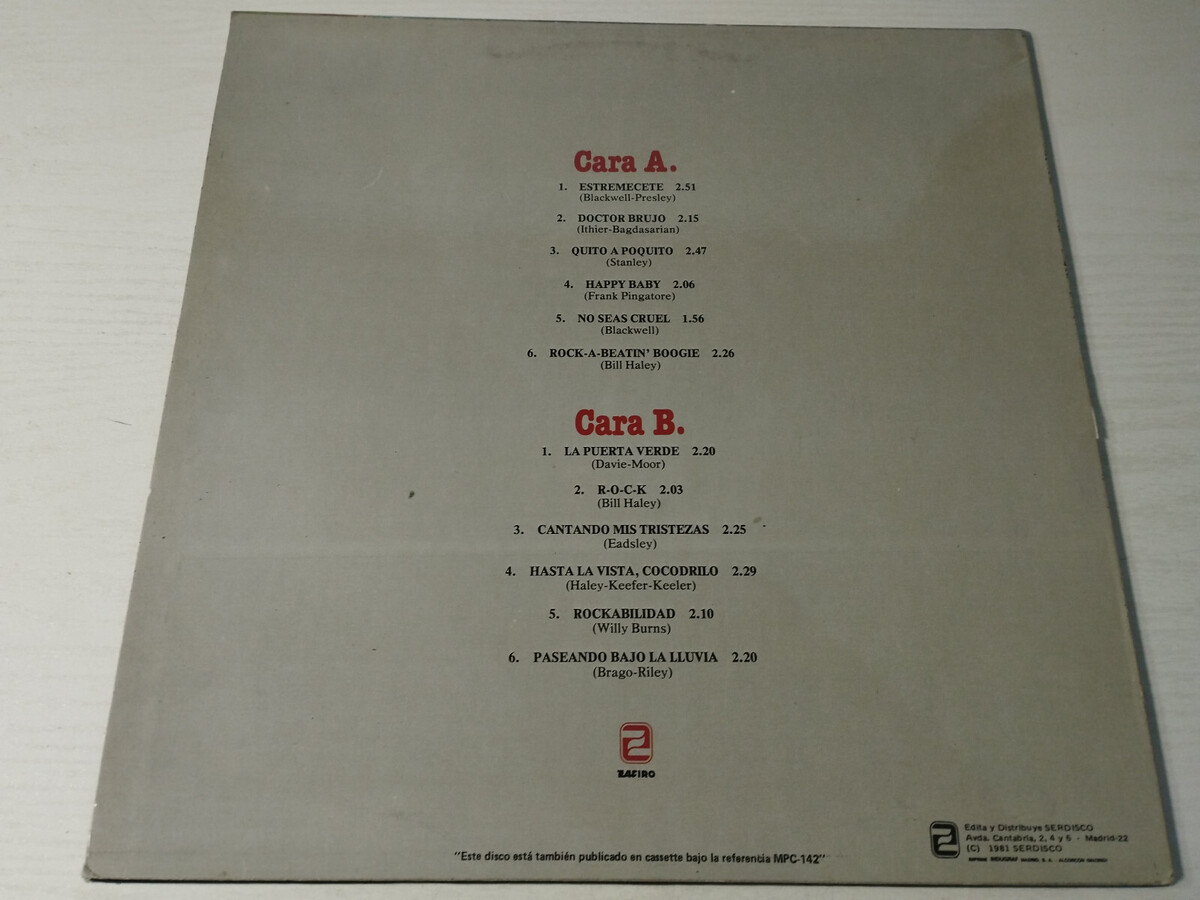 Cara A.
1. ESTREMECETE 2.51
(Blackwell-Presley)
2. DOCTOR BRUJO 2.15
(Ithier-Bagdasarian)
3. QUITO A POQUITO 2.47
(Stanley)
4. HAPPY BABY 2.06
(Frank Pingatore)
5. NO SEAS CRUEL 1.56
(Blackwell)
6. ROCK-A-BEATIN' BOOGIE 2.26
(Bill Haley)
Cara B.
1. LA PUERTA VERDE 2.20
(Davie-Moor)
2. R-O-C-K 2.03
(Bill Haley)
3. CANTANDO MIS TRISTEZAS 2.25
(Eadsley)
4. HASTA LA VISTA, COCODRILO 2.29
(Haley-Keefer-Keeler)
5. ROCKABILIDAD 2.10
(Willy Burns)
6. PASEANDO BAJO LA LLUVIA 2.20
(Brago-Riley)
ZAFIRO
"Este disco está también publicado en cassette bajo la referencia MPC-142"
Edita y Distribuye SERDISCO
Avda. Cantabria, 2, 4 y 6 - Madrid-22
(C) 1981 SERDISCO